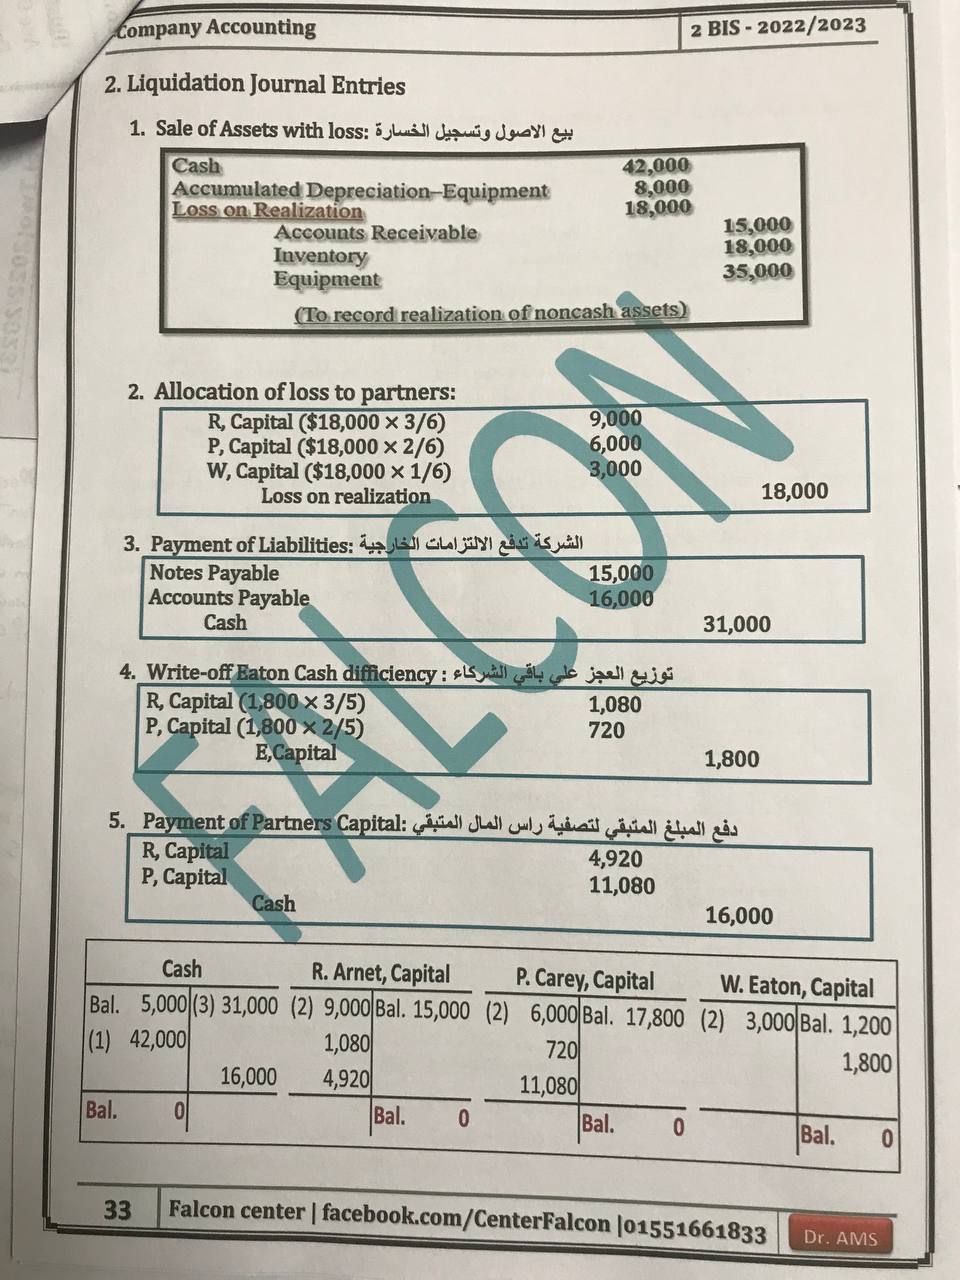 Company Accounting
2 BIS - 2022/2023
2. Liquidation Journal Entries
1. Sale of Assets with loss: بيع الاصول وتسجيل الخسارة
Cash 42,000
Accumulated Depreciation–Equipment 8,000
Loss on Realization 18,000
Accounts Receivable 15,000
Inventory 18,000
Equipment 35,000
(To record realization of noncash assets)
2. Allocation of loss to partners:
R, Capital ($18,000 × 3/6) 9,000
P, Capital ($18,000 × 2/6) 6,000
W, Capital ($18,000 × 1/6) 3,000
Loss on realization 18,000
3. Payment of Liabilities: الشركة تدفع الالتزامات الخارجية
Notes Payable 15,000
Accounts Payable 16,000
Cash 31,000
4. Write-off Eaton Cash difficiency : توزيع العجز علي باقي الشركاء
R, Capital (1,800 × 3/5) 1,080
P, Capital (1,800 × 2/5) 720
E,Capital 1,800
5. Payment of Partners Capital: دفع المبلغ المتبقي لتصفية راس المال المتبقي
R, Capital 4,920
P, Capital 11,080
Cash 16,000
FALCON
Cash R. Arnet, Capital P. Carey, Capital W. Eaton, Capital
Bal. 5,000 (3) 31,000 (2) 9,000 Bal. 15,000 (2) 6,000 Bal. 17,800 (2) 3,000 Bal. 1,200
(1) 42,000 1,080 720 1,800
16,000 4,920 11,080
Bal. 0 Bal. 0 Bal. 0 Bal. 0
33 Falcon center | facebook.com/CenterFalcon |01551661833 Dr. AMS